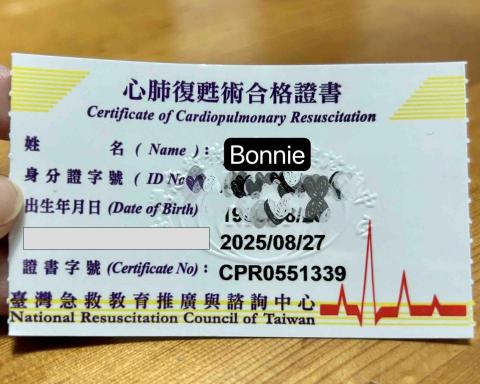 心肺復甦術合格證書
Certificate of Cardiopulmonary Resuscitation
姓 名 ( Name ) : Bonnie
身分證字號 ( ID No
出生年月日 (Date of Birth)
2025/08/27
證書字號 (Certificate No) : CPR0551339
臺灣急救教育推廣與諮詢中心
National Resuscitation Council of Taiwan